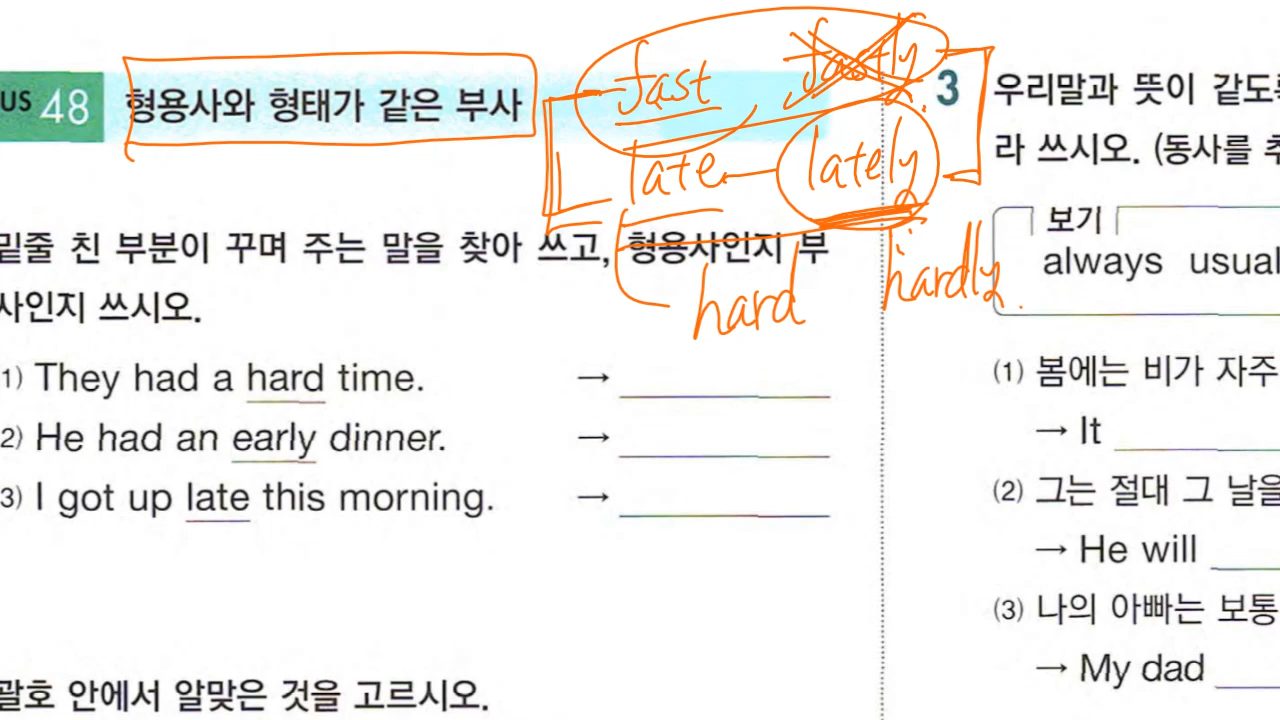 US 48 형용사와 형태가 같은 부사
fast fastly
late lately
hard hardly
밑줄 친 부분이 꾸며 주는 말을 찾아 쓰고, 형용사인지 부
사인지 쓰시오.
1) They had a hard time. →
2) He had an early dinner. →
3) I got up late this morning. →
괄호 안에서 알맞은 것을 고르시오.
3 우리말과 뜻이 같도
라 쓰시오. (동사를
보기
always usual
(1) 봄에는 비가 자주
→ It
(2) 그는 절대 그 날을
→ He will
(3) 나의 아빠는 보통
→ My dad